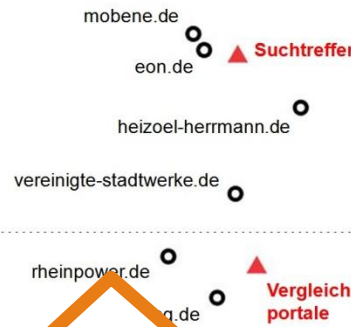 mobene.de
eon.de
Suchtreffer
heizoel-herrmann.de
vereinigte-stadtwerke.de
rheinpower.de
Vergleich
portale